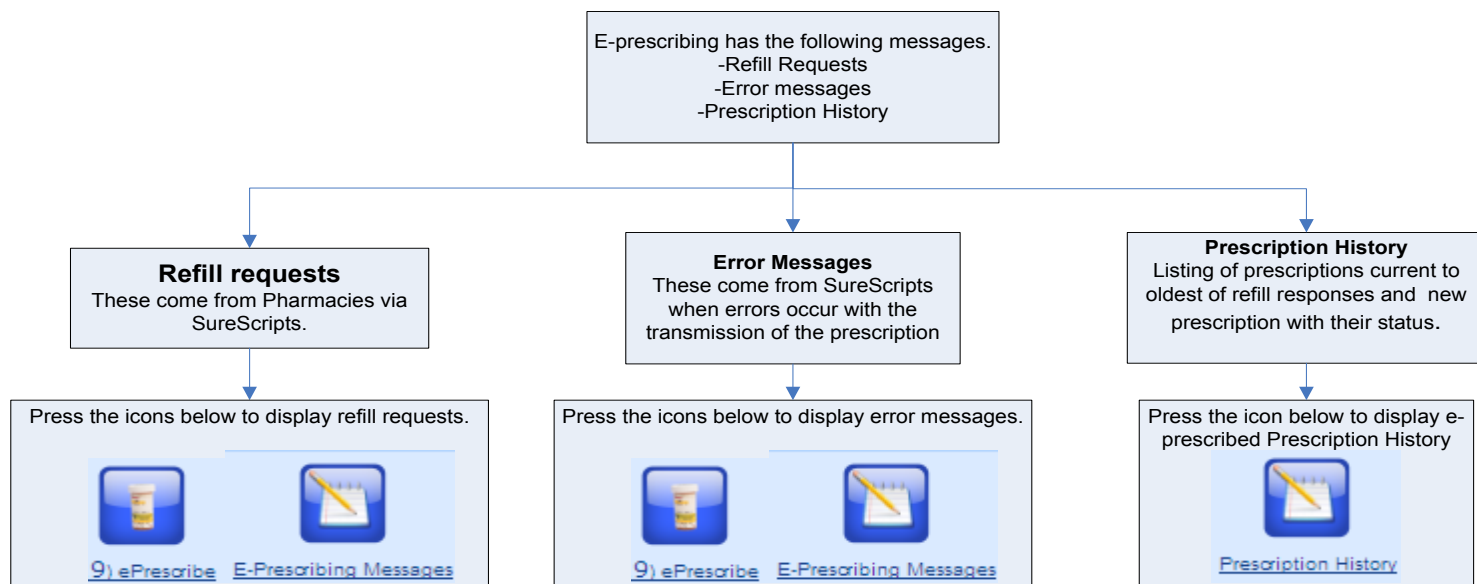 E-prescribing has the following messages.
-Refill Requests
-Error messages
-Prescription History
Refill requests
These come from Pharmacies via
SureScripts.
Error Messages
These come from SureScripts
when errors occur with the
transmission of the prescription
Prescription History
Listing of prescriptions current to
oldest of refill responses and new
prescription with their status.
Press the icons below to display refill requests.
9) ePrescribe E-Prescribing Messages
Press the icons below to display error messages.
9) ePrescribe E-Prescribing Messages
Press the icon below to display e-
prescribed Prescription History
Prescription History